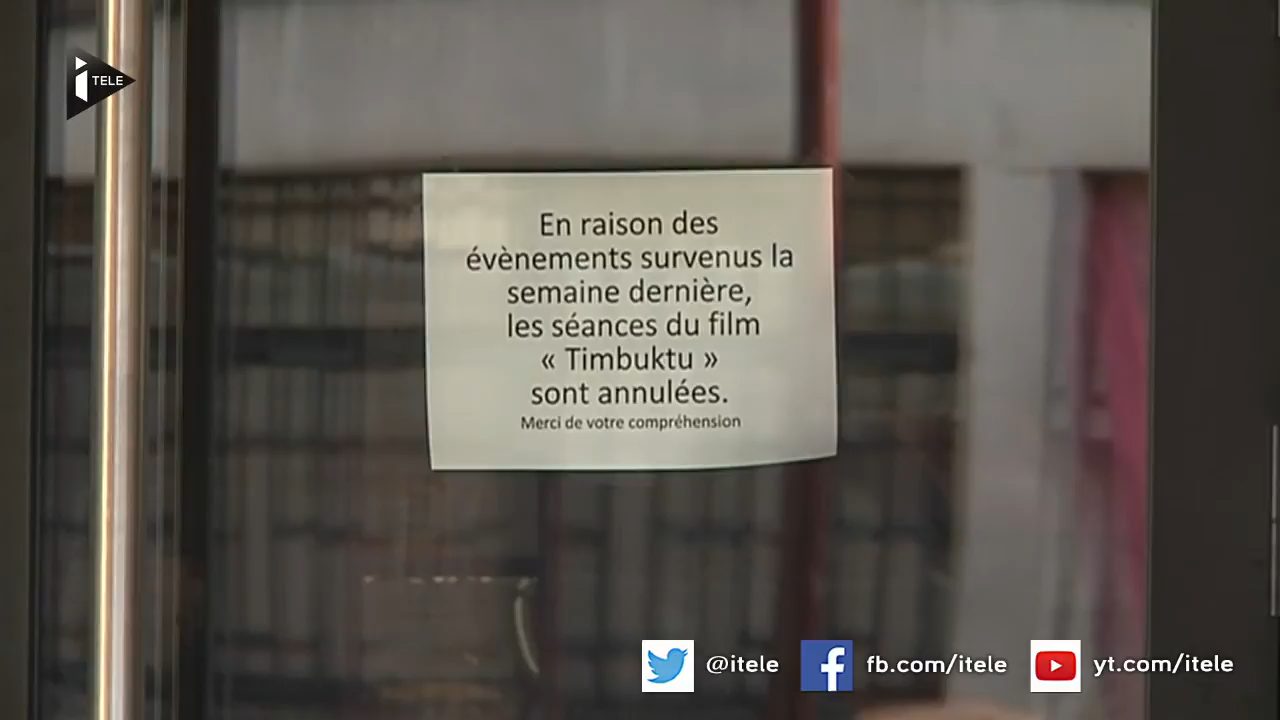 i TELE
En raison des
évènements survenus la
semaine dernière,
les séances du film
« Timbuktu »
sont annulées.
Merci de votre compréhension
@itele
fb.com/itele
yt.com/itele